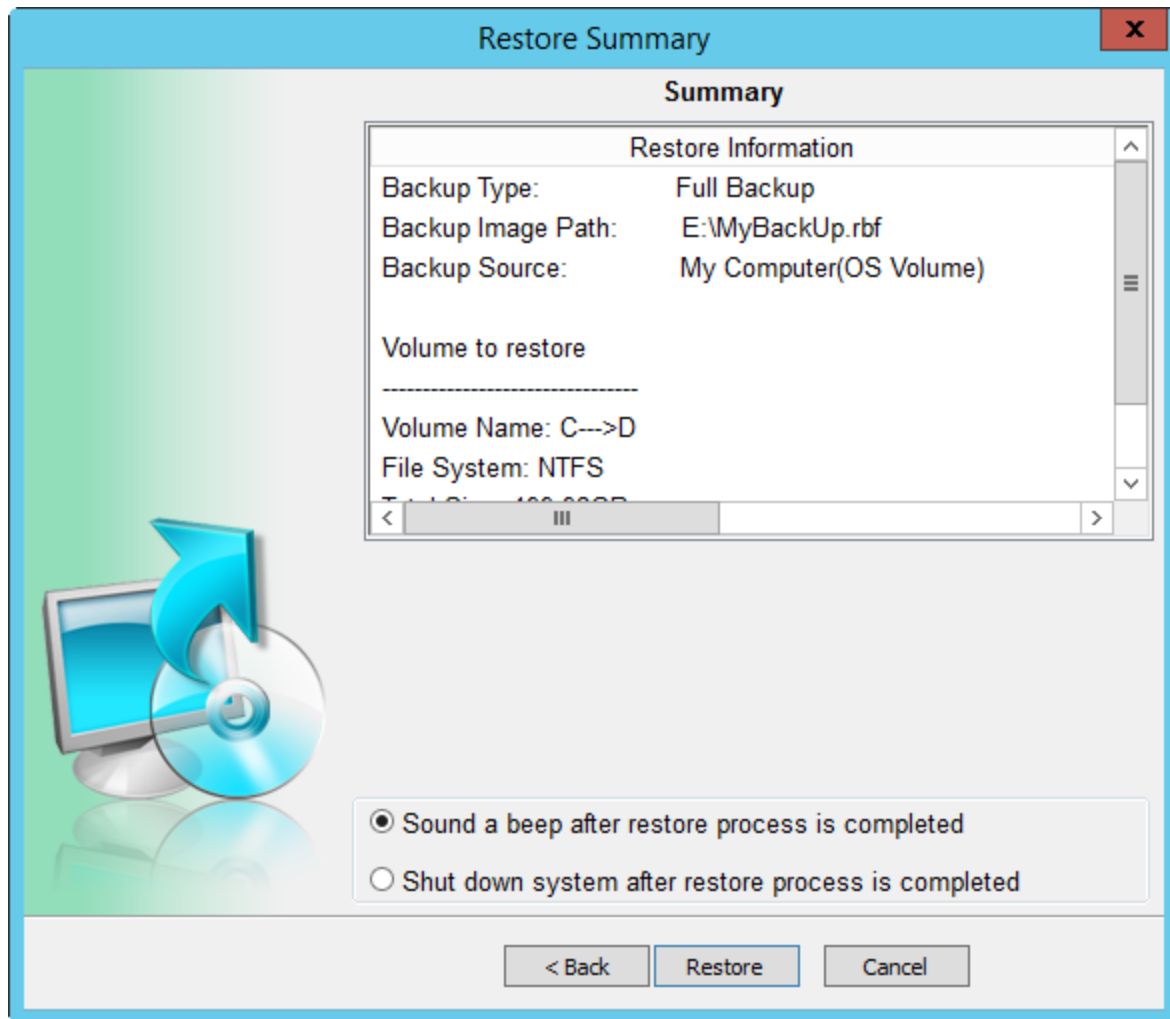 Restore Summary
x
Summary
Restore Information
Backup Type: Full Backup
Backup Image Path: E:\MyBackUp.rbf
Backup Source: My Computer(OS Volume)
Volume to restore
--------------------------------
Volume Name: C--->D
File System: NTFS
Sound a beep after restore process is completed
Shut down system after restore process is completed
< Back
Restore
Cancel